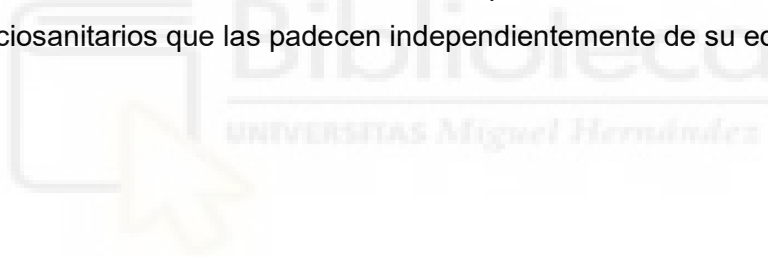 ciosanitarios que las padecen independientemente de su ed
Biblioteca
UNIVERSITAS Miguel Hernández